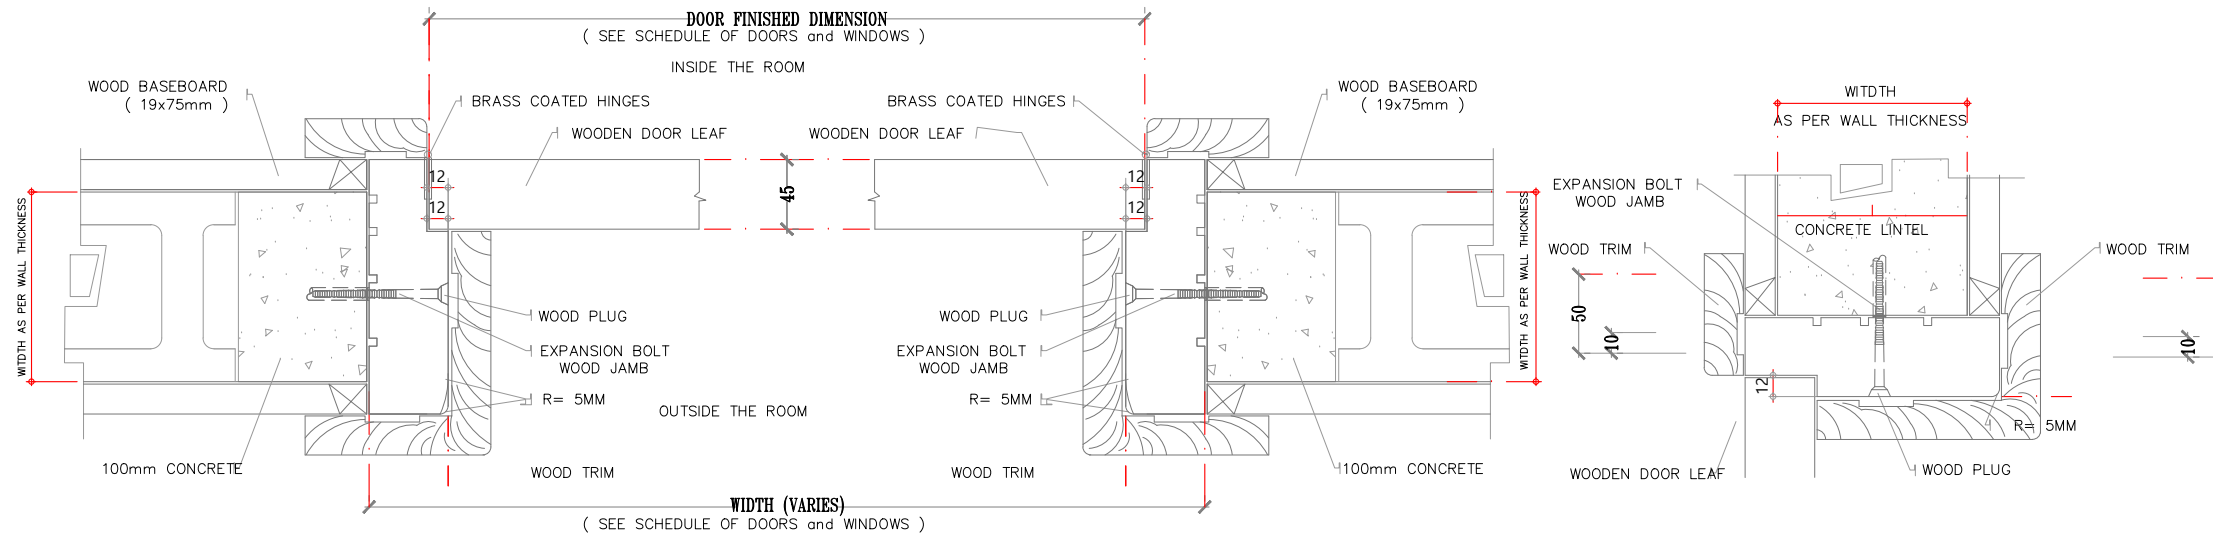 DOOR FINISHED DIMENSION
( SEE SCHEDULE OF DOORS and WINDOWS )
INSIDE THE ROOM
WOOD BASEBOARD
( 19x75mm )
BRASS COATED HINGES
WOODEN DOOR LEAF
BRASS COATED HINGES
WOODEN DOOR LEAF
WOOD BASEBOARD
( 19x75mm )
12
12
45
12
12
WITDTH AS PER WALL THICKNESS
WOOD PLUG
EXPANSION BOLT
WOOD JAMB
R= 5MM
OUTSIDE THE ROOM
WOOD PLUG
EXPANSION BOLT
WOOD JAMB
R= 5MM
WITDTH AS PER WALL THICKNESS
100mm CONCRETE
WOOD TRIM
WOOD TRIM
100mm CONCRETE
WIDTH (VARIES)
( SEE SCHEDULE OF DOORS and WINDOWS )
WITDTH
AS PER WALL THICKNESS
EXPANSION BOLT
WOOD JAMB
CONCRETE LINTEL
WOOD TRIM
WOOD TRIM
50
10
10
12
R= 5MM
WOODEN DOOR LEAF
WOOD PLUG